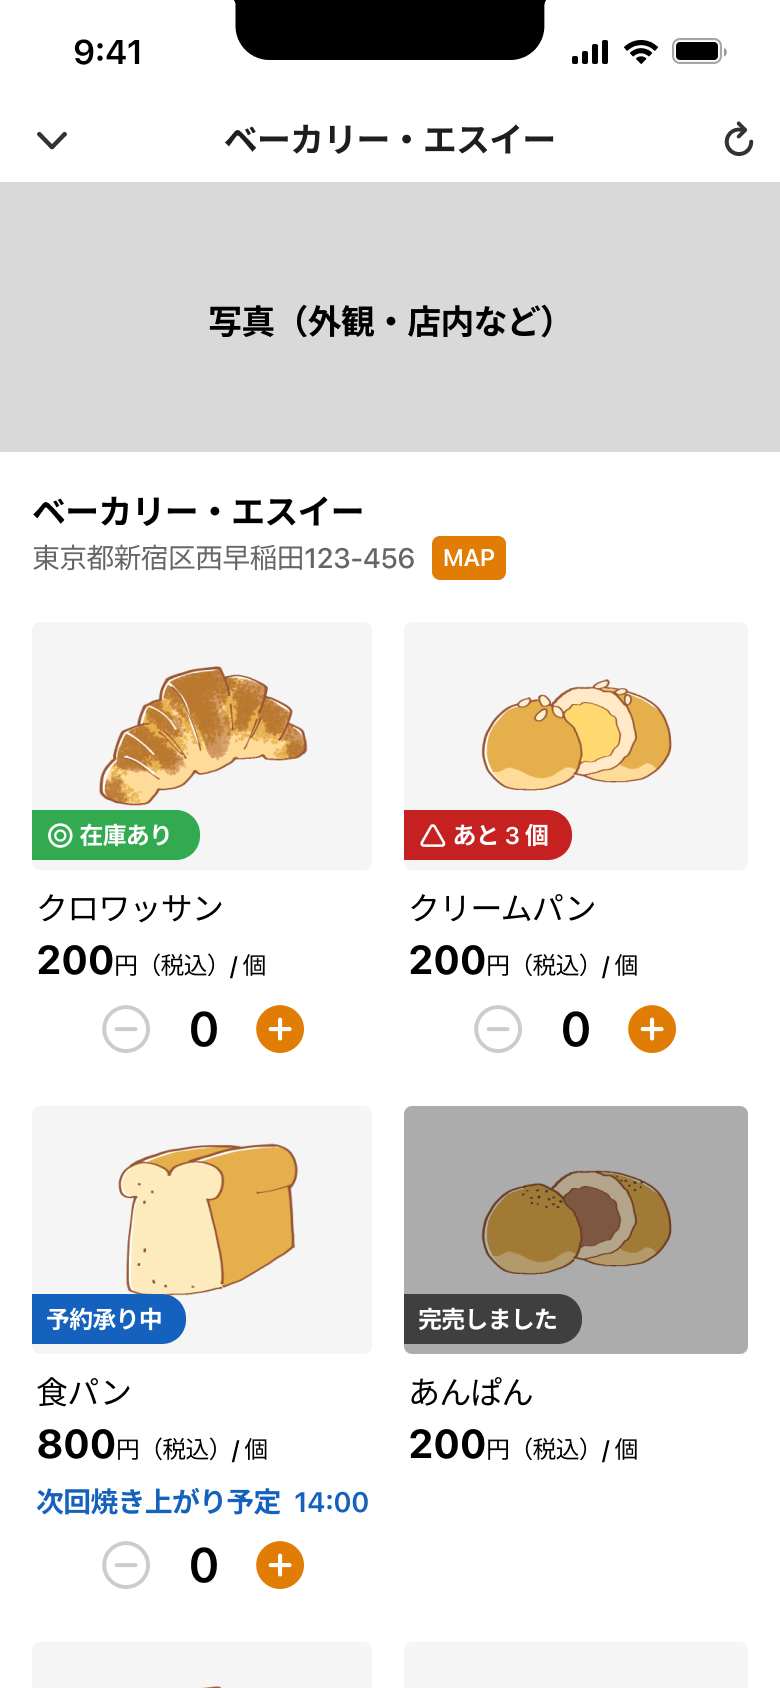 9:41
ベーカリー・エスイー
写真（外観・店内など）
ベーカリー・エスイー
東京都新宿区西早稲田123-456 MAP
在庫あり
あと3個
クロワッサン
200円（税込）/ 個
0
クリームパン
200円（税込）/ 個
0
予約承り中
完売しました
食パン
800円（税込）/ 個
次回焼き上がり予定 14:00
0
あんぱん
200円（税込）/ 個